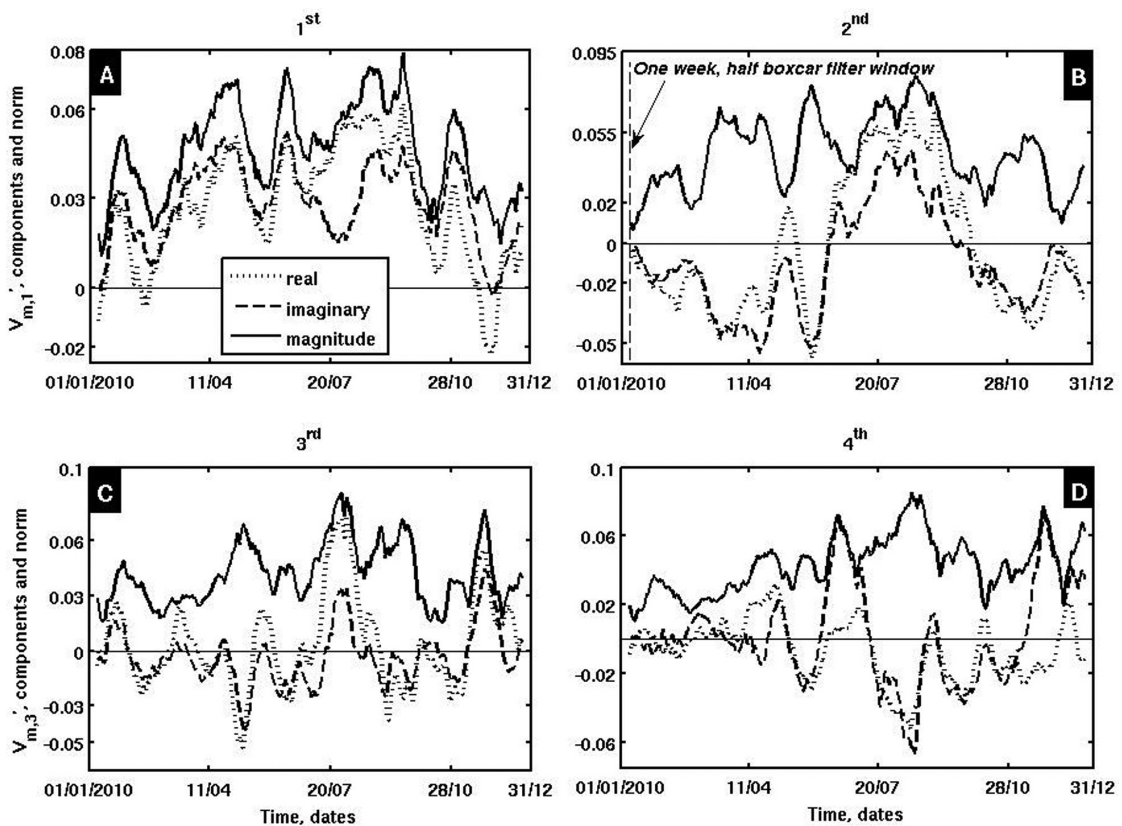 1st
2nd
V_m,1', components and norm
A
0.08
0.06
0.03
0
-0.02
real
imaginary
magnitude
01/01/2010 11/04 20/07 28/10 31/12
B
One week, half boxcar filter window
0.095
0.055
0.02
0
-0.02
-0.05
01/01/2010 11/04 20/07 28/10 31/12
3rd
4th
V_m,3', components and norm
C
0.1
0.06
0.03
0
-0.03
-0.05
01/01/2010 11/04 20/07 28/10 31/12
Time, dates
D
0.1
0.06
0.02
0
-0.02
-0.06
01/01/2010 11/04 20/07 28/10 31/12
Time, dates